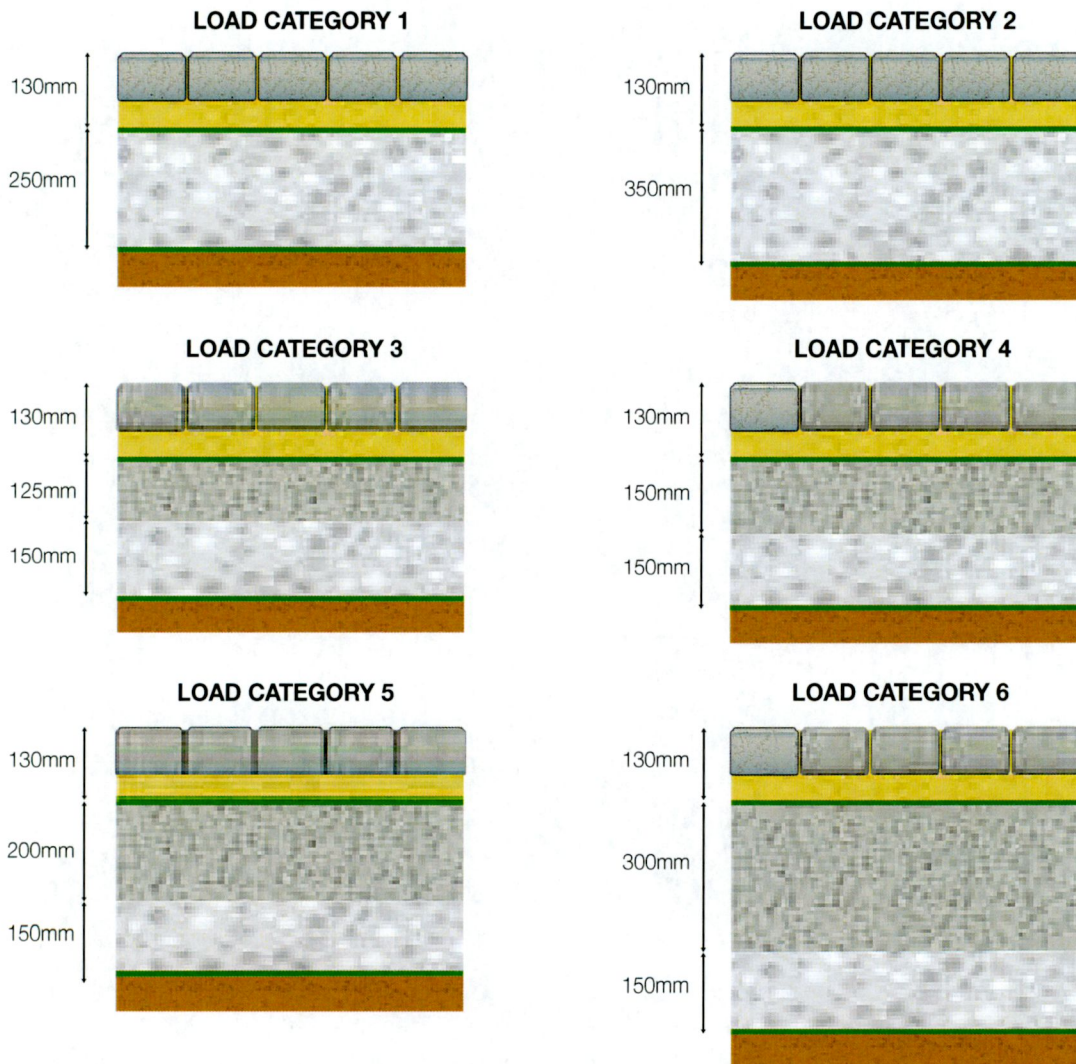 LOAD CATEGORY 1
130mm
250mm
LOAD CATEGORY 2
130mm
350mm
LOAD CATEGORY 3
130mm
125mm
150mm
LOAD CATEGORY 4
130mm
150mm
150mm
LOAD CATEGORY 5
130mm
200mm
150mm
LOAD CATEGORY 6
130mm
300mm
150mm